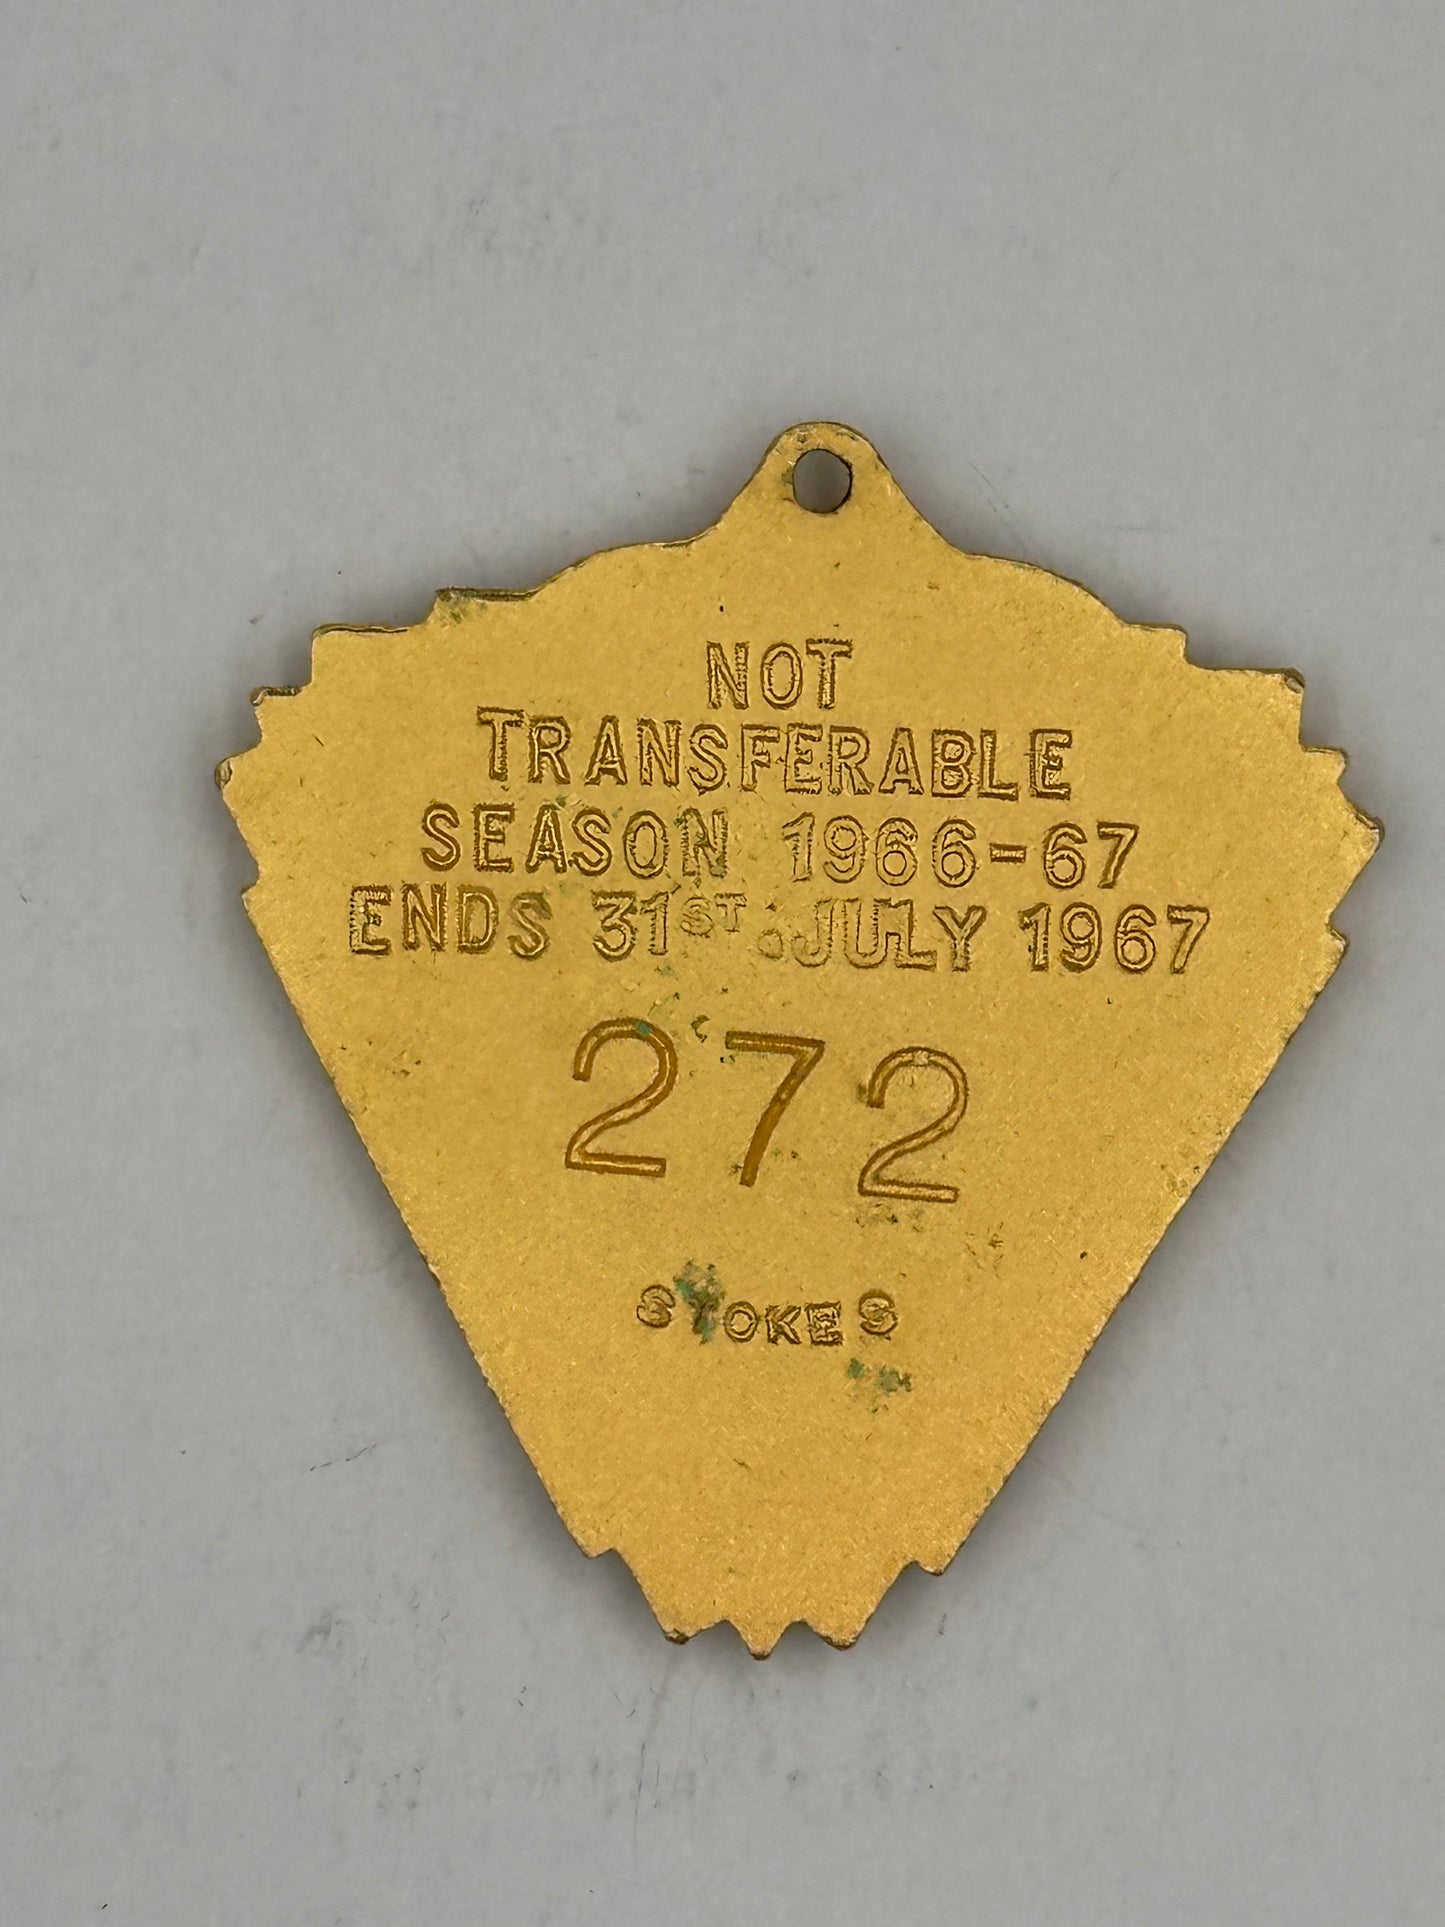 NOT
TRANSFERABLE
SEASON 1966-67
ENDS 31ST. JULY 1967
272
STOKES